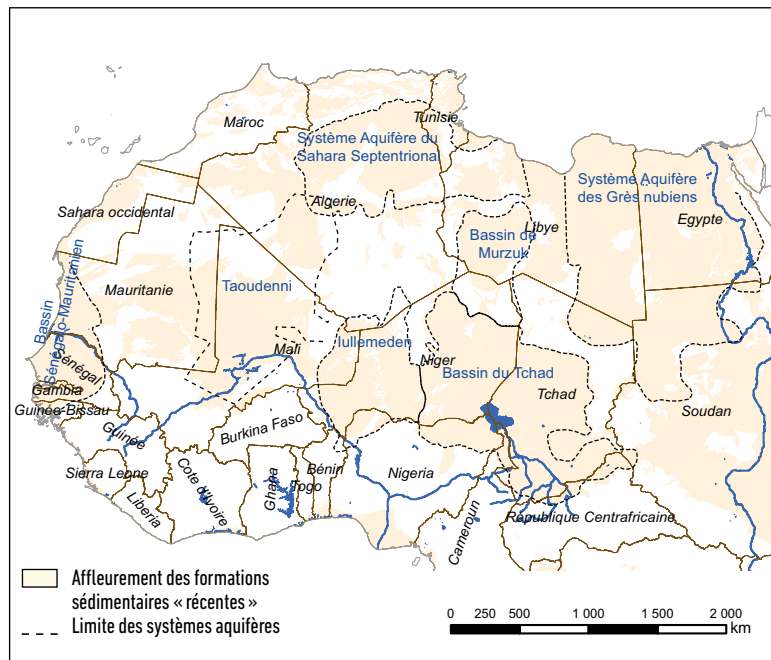 Maroc
Tunisie
Système Aquifère du
Sahara Septentrional
Algerie
Libye
Système Aquifère
des Grès nubiens
Egypte
Sahara occidental
Bassin de
Murzuk
Mauritanie
Taoudenni
Bassin
Sénégalo-Mauritanien
Mali
Iullemeden
Niger
Bassin du Tchad
Tchad
Soudan
Sénégal
Gambia
Guinée-Bissau
Guinée
Burkina Faso
Sierra Leone
Liberia
Cote d'Ivoire
Ghana
Togo
Bénin
Nigeria
Cameroun
République Centrafricaine
Affleurement des formations
sédimentaires « récentes »
Limite des systèmes aquifères
0 250 500 1 000 1 500 2 000
km